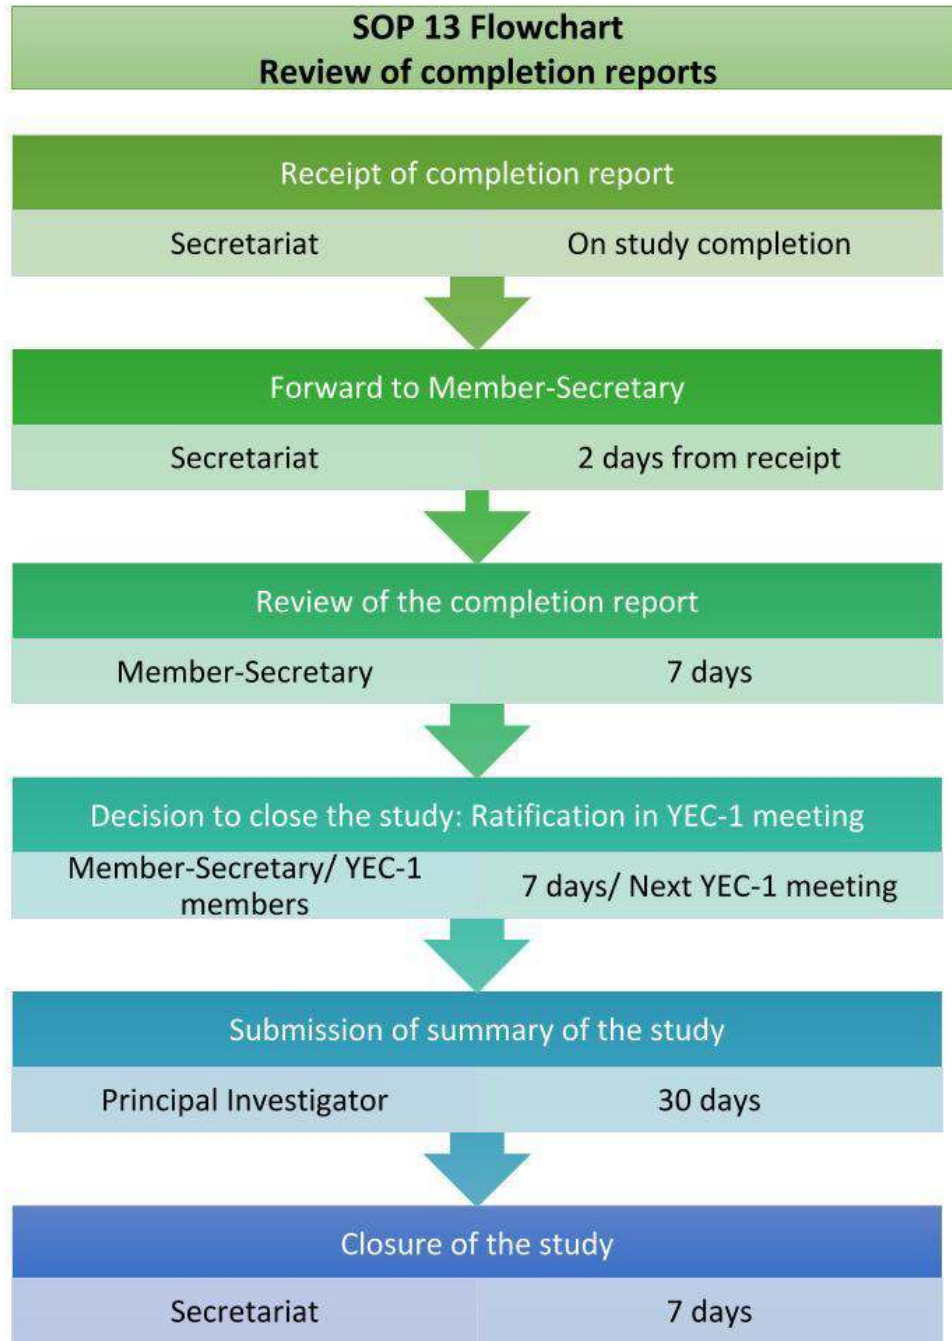 SOP 13 Flowchart
Review of completion reports
Receipt of completion report
Secretariat
On study completion
Forward to Member-Secretary
Secretariat
2 days from receipt
Review of the completion report
Member-Secretary
7 days
Decision to close the study: Ratification in YEC-1 meeting
Member-Secretary/ YEC-1
members
7 days/ Next YEC-1 meeting
Submission of summary of the study
Principal Investigator
30 days
Closure of the study
Secretariat
7 days